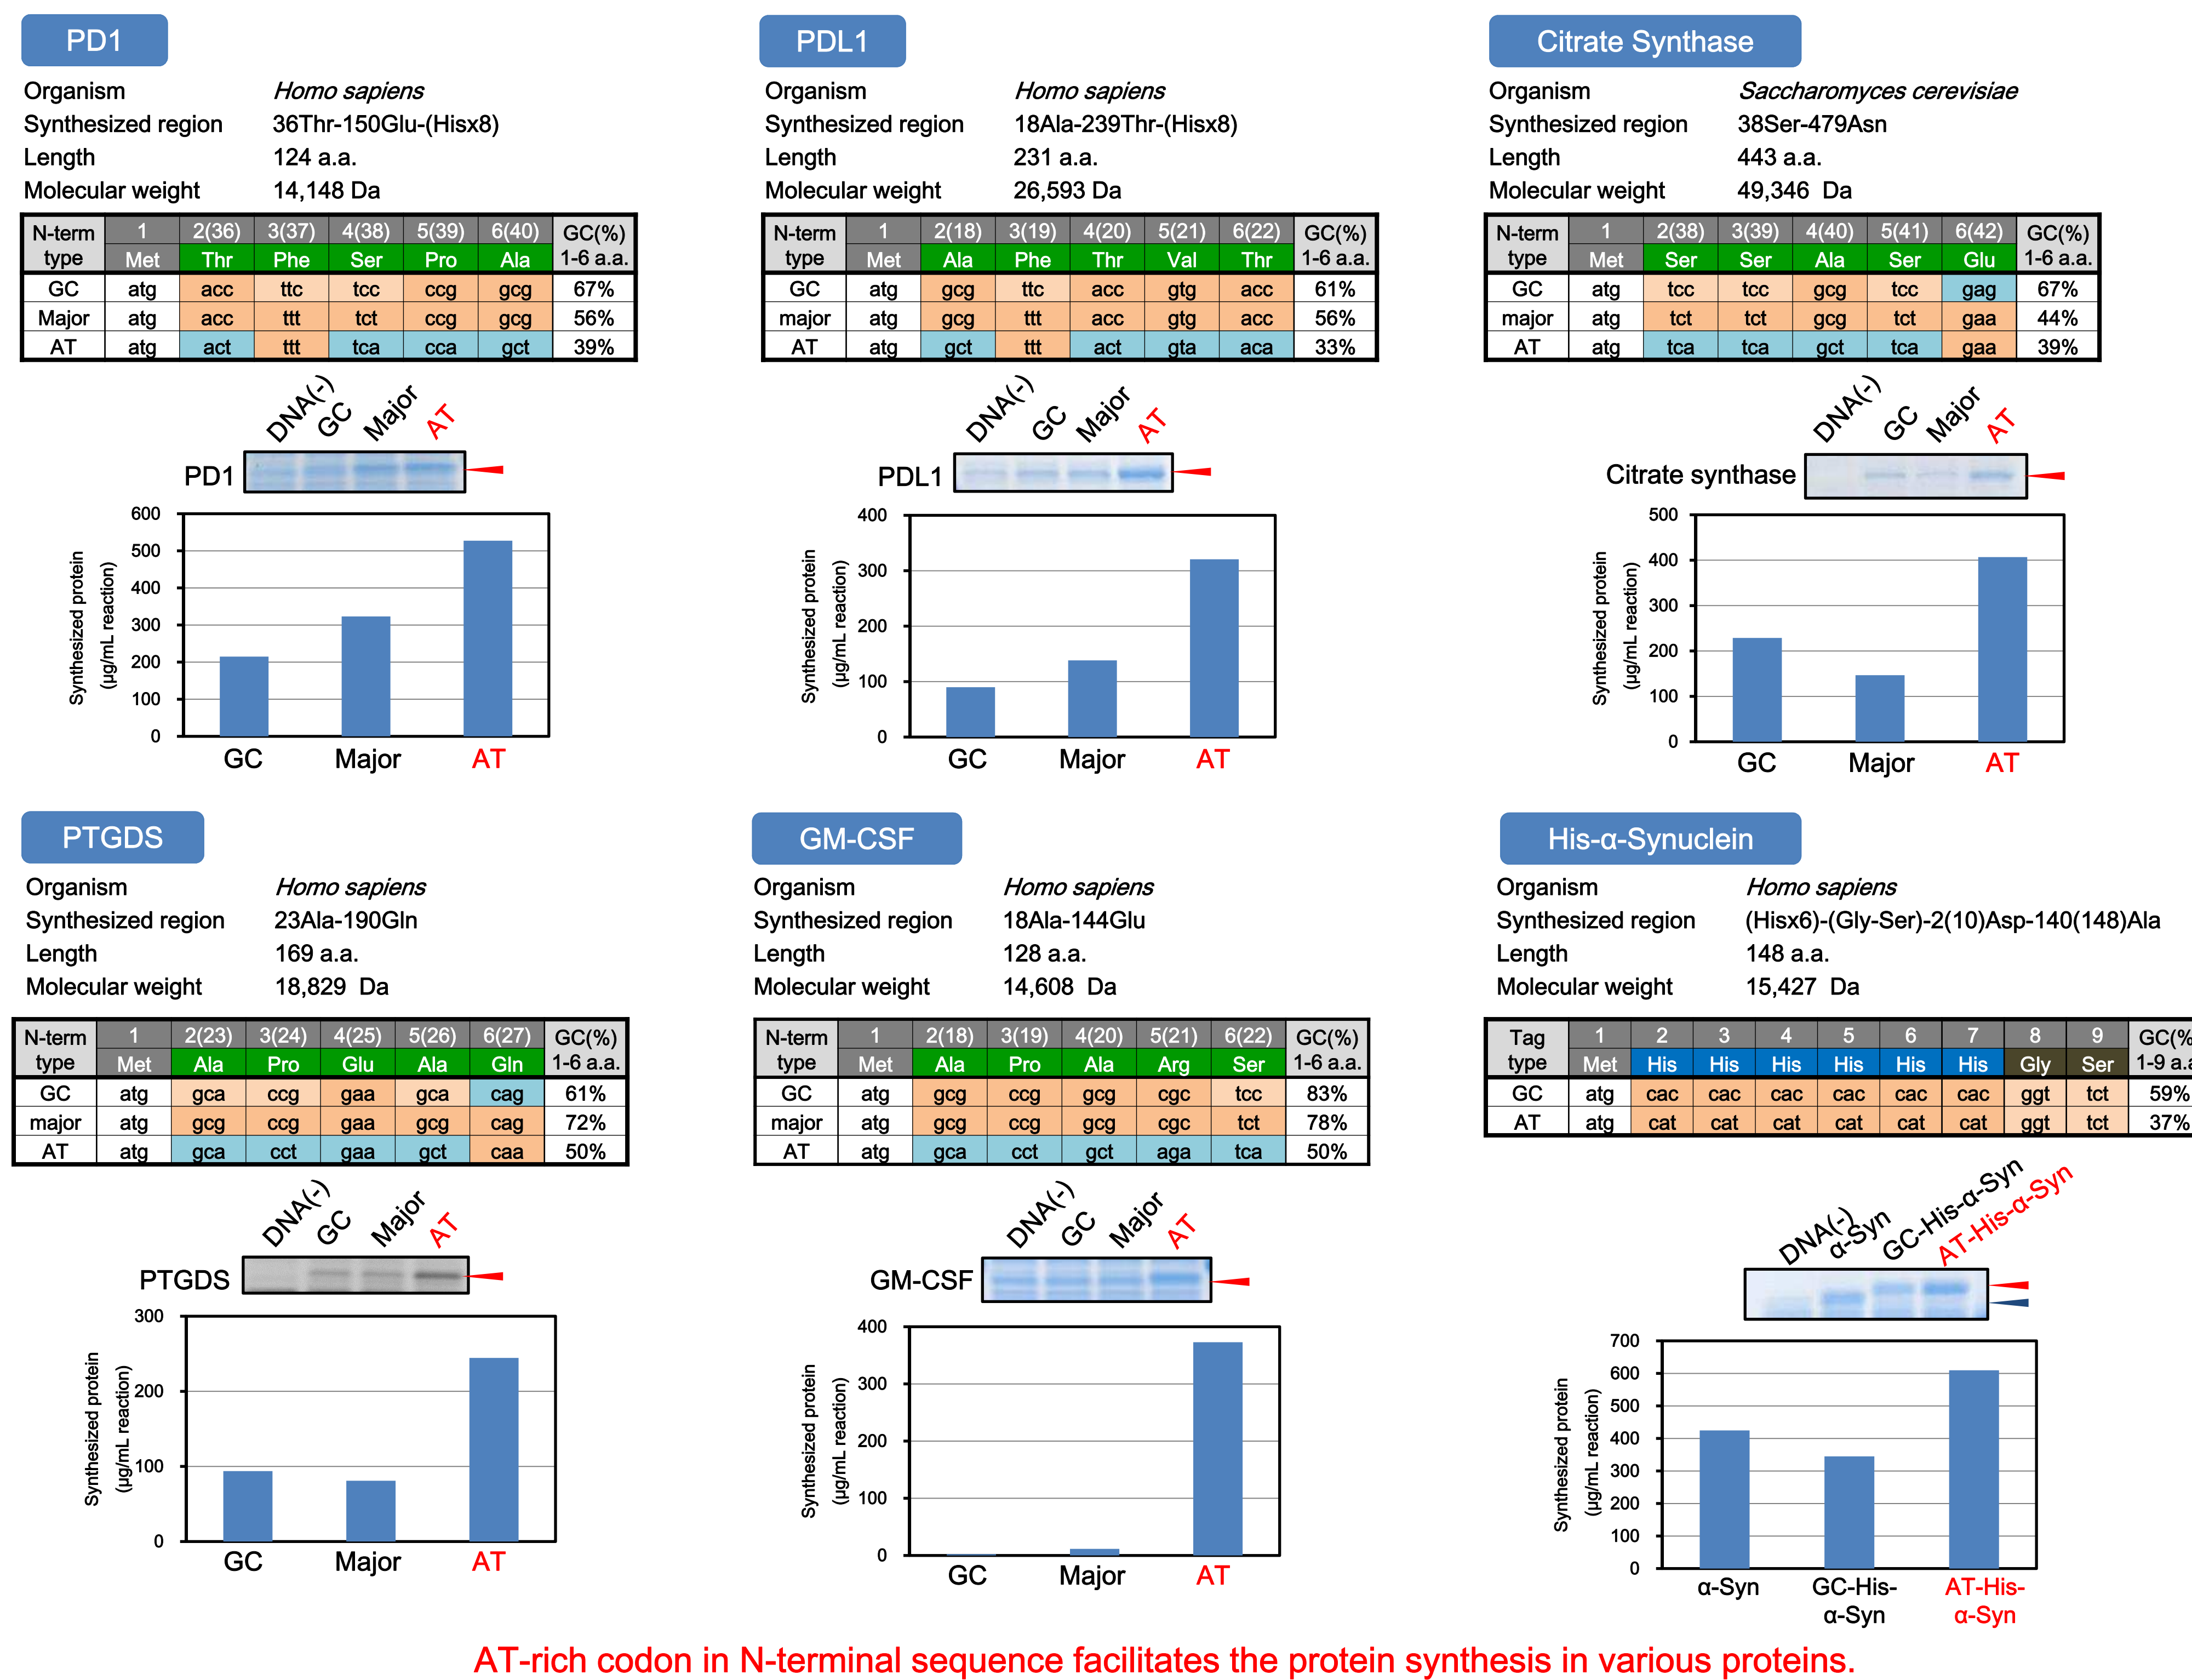 PD1
Organism Homo sapiens
Synthesized region 36Thr-150Glu-(Hisx8)
Length 124 a.a.
Molecular weight 14,148 Da
N-term type 1 2(36) 3(37) 4(38) 5(39) 6(40) GC(%) 1-6 a.a.
Met Thr Phe Ser Pro Ala
GC atg acc ttc tcc ccg gcg 67%
Major atg acc ttt tct ccg gcg 56%
AT atg act ttt tca cca gct 39%
DNA(-) GC Major AT
PD1
600
500
400
300
200
100
0
Synthesized protein
(µg/mL reaction)
GC Major AT
PDL1
Organism Homo sapiens
Synthesized region 18Ala-239Thr-(Hisx8)
Length 231 a.a.
Molecular weight 26,593 Da
N-term type 1 2(18) 3(19) 4(20) 5(21) 6(22) GC(%) 1-6 a.a.
Met Ala Phe Thr Val Thr
GC atg gcg ttc acc gtg acc 61%
major atg gcg ttt acc gtg acc 56%
AT atg gct ttt act gta aca 33%
DNA(-) GC Major AT
PDL1
400
300
200
100
0
Synthesized protein
(µg/mL reaction)
GC Major AT
Citrate Synthase
Organism Saccharomyces cerevisiae
Synthesized region 38Ser-479Asn
Length 443 a.a.
Molecular weight 49,346 Da
N-term type 1 2(38) 3(39) 4(40) 5(41) 6(42) GC(%) 1-6 a.a.
Met Ser Ser Ala Ser Glu
GC atg tcc tcc gcg tcc gag 67%
major atg tct tct gcg tct gaa 44%
AT atg tca tca gct tca gaa 39%
DNA(-) GC Major AT
Citrate synthase
500
400
300
200
100
0
Synthesized protein
(µg/mL reaction)
GC Major AT
PTGDS
Organism Homo sapiens
Synthesized region 23Ala-190Gln
Length 169 a.a.
Molecular weight 18,829 Da
N-term type 1 2(23) 3(24) 4(25) 5(26) 6(27) GC(%) 1-6 a.a.
Met Ala Pro Glu Ala Gln
GC atg gca ccg gaa gca cag 61%
major atg gcg ccg gaa gcg cag 72%
AT atg gca cct gaa gct caa 50%
DNA(-) GC Major AT
PTGDS
300
200
100
0
Synthesized protein
(µg/mL reaction)
GC Major AT
GM-CSF
Organism Homo sapiens
Synthesized region 18Ala-144Glu
Length 128 a.a.
Molecular weight 14,608 Da
N-term type 1 2(18) 3(19) 4(20) 5(21) 6(22) GC(%) 1-6 a.a.
Met Ala Pro Ala Arg Ser
GC atg gcg ccg gcg cgc tcc 83%
major atg gcg ccg gcg cgc tct 78%
AT atg gca cct gct aga tca 50%
DNA(-) GC Major AT
GM-CSF
400
300
200
100
0
Synthesized protein
(µg/mL reaction)
GC Major AT
His-α-Synuclein
Organism Homo sapiens
Synthesized region (Hisx6)-(Gly-Ser)-2(10)Asp-140(148)Ala
Length 148 a.a.
Molecular weight 15,427 Da
Tag type 1 2 3 4 5 6 7 8 9 GC(% 1-9 a.a
Met His His His His His His Gly Ser
GC atg cac cac cac cac cac cac ggt tct 59%
AT atg cat cat cat cat cat cat ggt tct 37%
DNA(-) α-Syn GC-His-α-Syn AT-His-α-Syn
700
600
500
400
300
200
100
0
Synthesized protein
(µg/mL reaction)
α-Syn GC-His-α-Syn AT-His-α-Syn
AT-rich codon in N-terminal sequence facilitates the protein synthesis in various proteins.